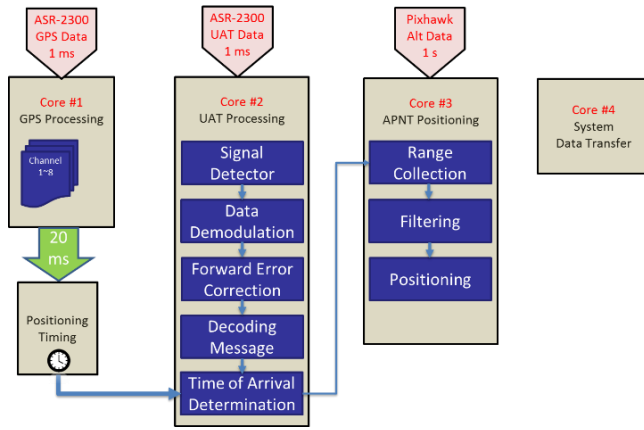 ASR-2300
GPS Data
1 ms
ASR-2300
UAT Data
1 ms
Pixhawk
Alt Data
1 s
Core #1
GPS Processing
Channel
1~8
20
ms
Positioning
Timing
Core #2
UAT Processing
Signal
Detector
Data
Demodulation
Forward Error
Correction
Decoding
Message
Time of Arrival
Determination
Core #3
APNT Positioning
Range
Collection
Filtering
Positioning
Core #4
System
Data Transfer